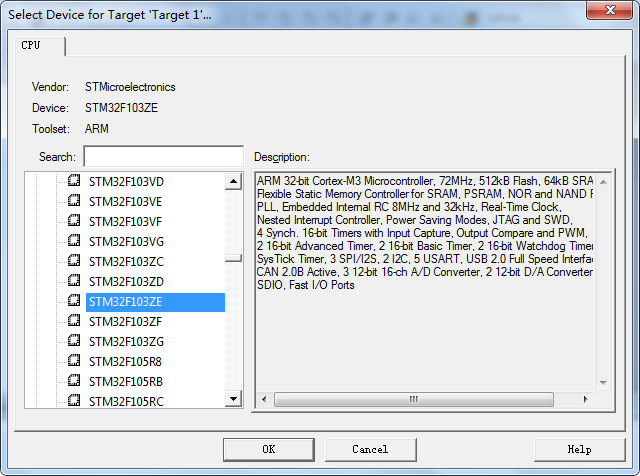 Select Device for Target 'Target 1'...
CPU
Vendor: STMicroelectronics
Device: STM32F103ZE
Toolset: ARM
Search:
Description:
STM32F103VD
STM32F103VE
STM32F103VF
STM32F103VG
STM32F103ZC
STM32F103ZD
STM32F103ZE
STM32F103ZF
STM32F103ZG
STM32F105R8
STM32F105RB
STM32F105RC
ARM 32-bit Cortex-M3 Microcontroller, 72MHz, 512kB Flash, 64kB SRA
Flexible Static Memory Controller for SRAM, PSRAM, NOR and NAND F
PLL, Embedded Internal RC 8MHz and 32kHz, Real-Time Clock,
Nested Interrupt Controller, Power Saving Modes, JTAG and SWD,
4 Synch. 16-bit Timers with Input Capture, Output Compare and PWM,
2 16-bit Advanced Timer, 2 16-bit Basic Timer, 2 16-bit Watchdog Timer
SysTick Timer, 3 SPI/I2S, 2 I2C, 5 USART, USB 2.0 Full Speed Interfac
CAN 2.0B Active, 3 12-bit 16-ch A/D Converter, 2 12-bit D/A Converter
SDIO, Fast I/O Ports
OK
Cancel
Help